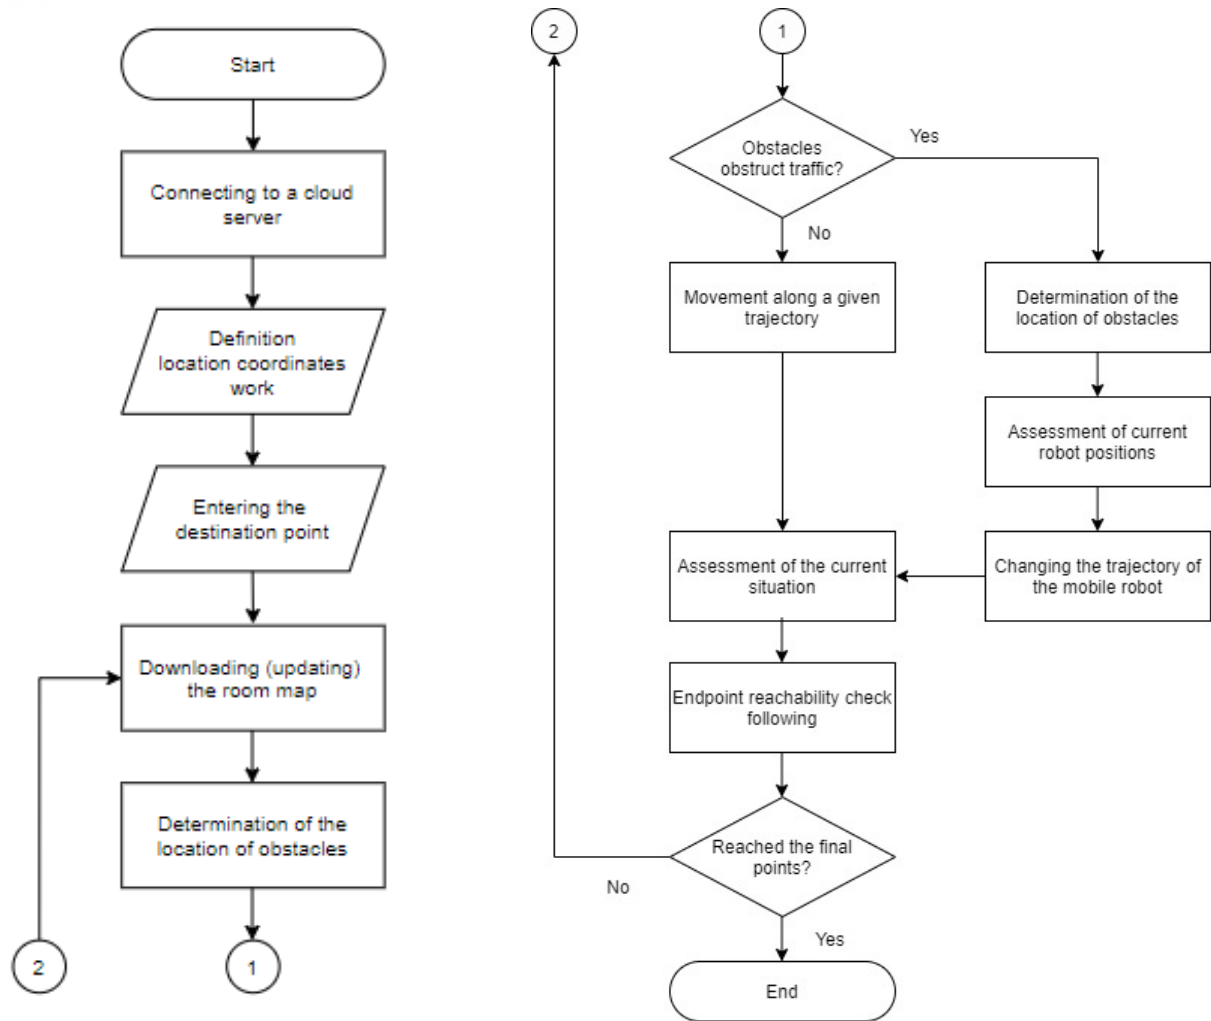 Start
Connecting to a cloud
server
Definition
location coordinates
work
Entering the
destination point
Downloading (updating)
the room map
Determination of the
location of obstacles
2
1
2
1
Obstacles
obstruct traffic?
Yes
No
Movement along a given
trajectory
Determination of the
location of obstacles
Assessment of current
robot positions
Assessment of the current
situation
Changing the trajectory of
the mobile robot
Endpoint reachability check
following
Reached the final
points?
No
Yes
End